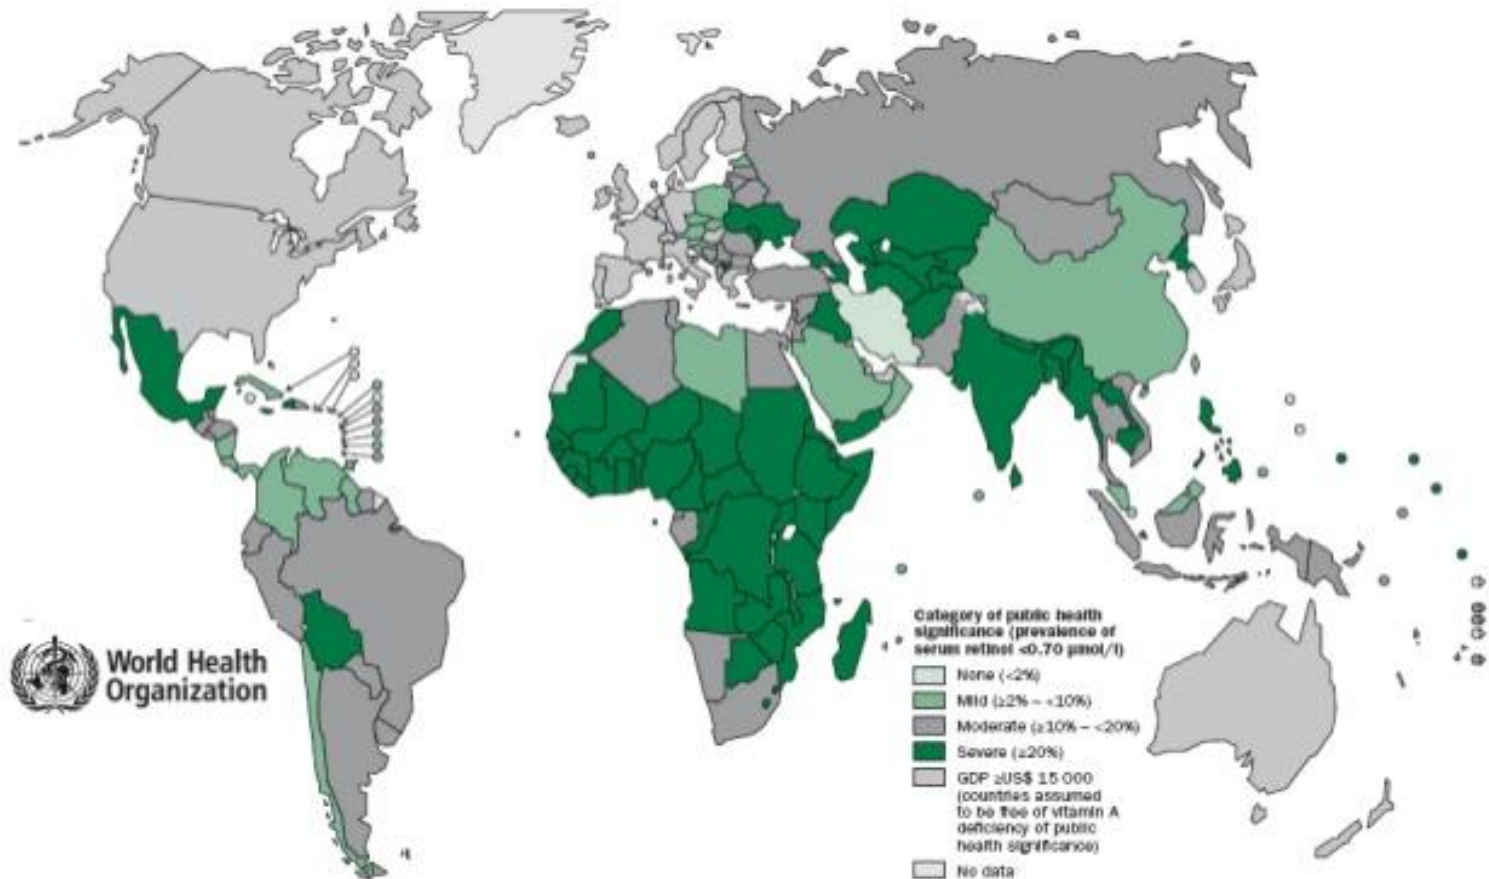 World Health
Organization
Category of public health
significance (prevalence of
serum retinol <0.70 µmol/l)
None (<2%)
Mild (≥2% – <10%)
Moderate (≥10% – <20%)
Severe (≥20%)
GDP ≥US$ 15 000
(countries assumed
to be free of vitamin A
deficiency of public
health significance)
No data